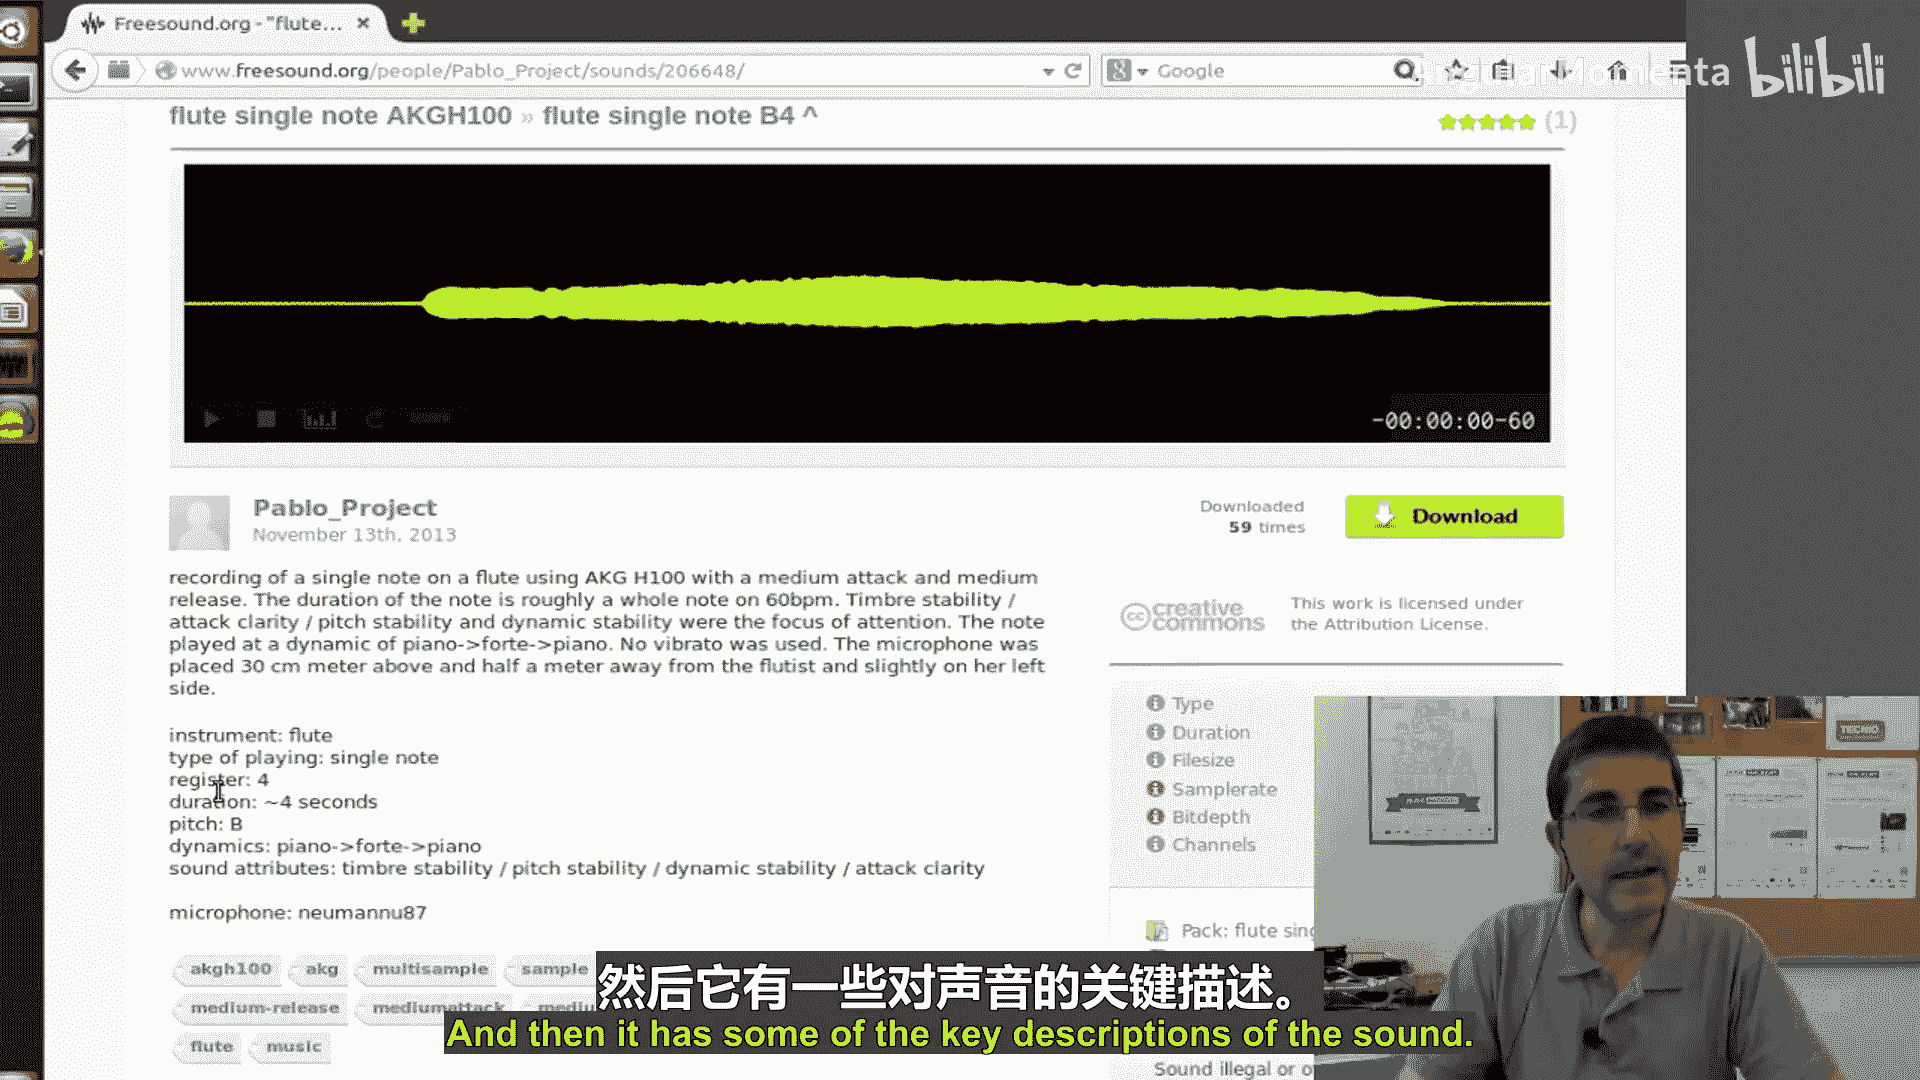 Freesound.org - "flute...
www.freesound.org/people/Pablo_Project/sounds/206648/
Google
Momenta bilibili
flute single note AKGH100 » flute single note B4 ^
(1)
-00:00:00-60
Pablo_Project
November 13th, 2013
Downloaded
59 times
Download
recording of a single note on a flute using AKG H100 with a medium attack and medium
release. The duration of the note is roughly a whole note on 60bpm. Timbre stability /
attack clarity / pitch stability and dynamic stability were the focus of attention. The note
played at a dynamic of piano->forte->piano. No vibrato was used. The microphone was
placed 30 cm meter above and half a meter away from the flutist and slightly on her left
side.
cc creative
commons
This work is licensed under
the Attribution License.
instrument: flute
type of playing: single note
register: 4
duration: ~4 seconds
pitch: B
dynamics: piano->forte->piano
sound attributes: timbre stability / pitch stability / dynamic stability / attack clarity
microphone: neumannu87
Type
Duration
Filesize
Samplerate
Bitdepth
Channels
Pack: flute sing
TECNIO
akgh100
akg
multisample
sample
medium-release
mediumattack
mediu
flute
music
然后它有一些对声音的关键描述。
And then it has some of the key descriptions of the sound.
Sound illegal or o